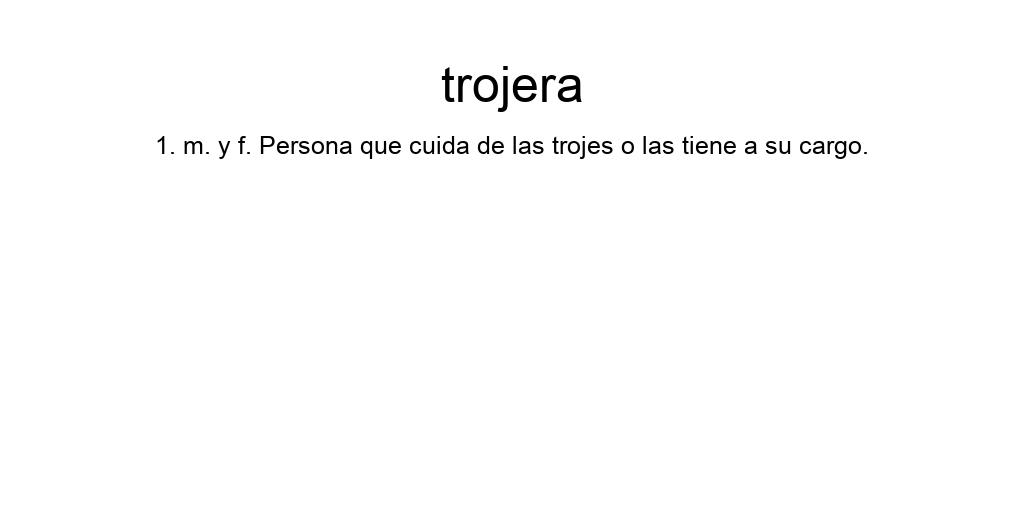 trojera
1. m. y f. Persona que cuida de las trojes o las tiene a su cargo.